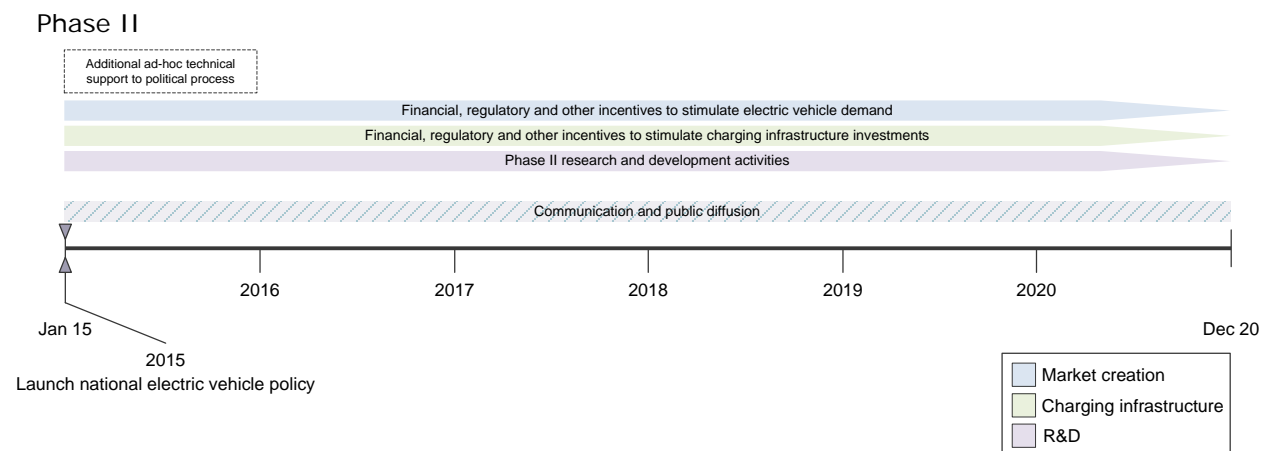 Phase II
Additional ad-hoc technical
support to political process
Financial, regulatory and other incentives to stimulate electric vehicle demand
Financial, regulatory and other incentives to stimulate charging infrastructure investments
Phase II research and development activities
Communication and public diffusion
2016 2017 2018 2019 2020
Jan 15 Dec 20
2015
Launch national electric vehicle policy
Market creation
Charging infrastructure
R&D